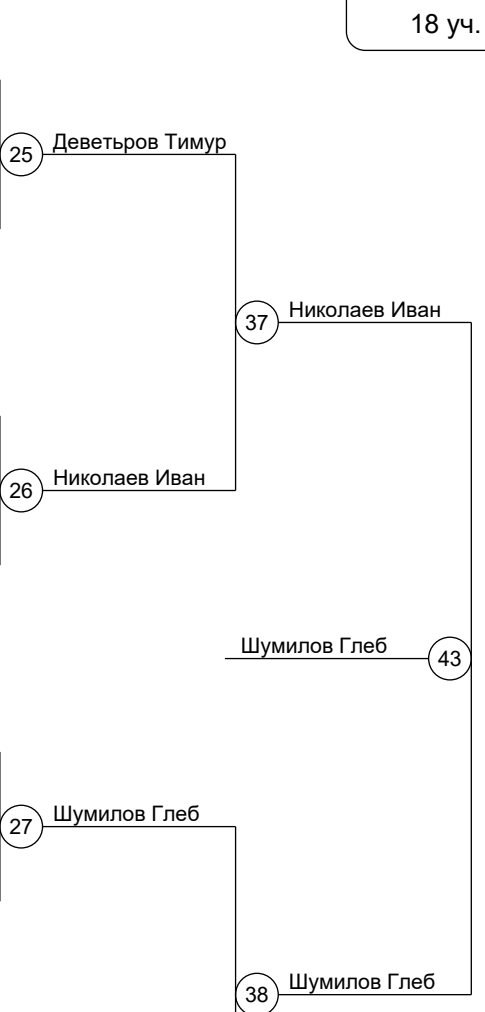 18 уч.
25 Деветьров Тимур
37 Николаев Иван
26 Николаев Иван
Шумилов Глеб 43
27 Шумилов Глеб
38 Шумилов Глеб